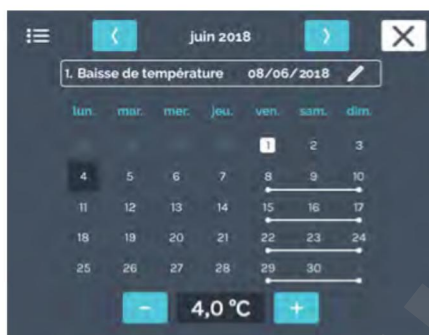 juin 2018
1. Baisse de température 08/06/2018
lun. mar. mer. jeu. ven. sam. dim.
1 2 3
4 5 6 7 8 9 10
11 12 13 14 15 16 17
18 19 20 21 22 23 24
25 26 27 28 29 30
- 4,0 °C +